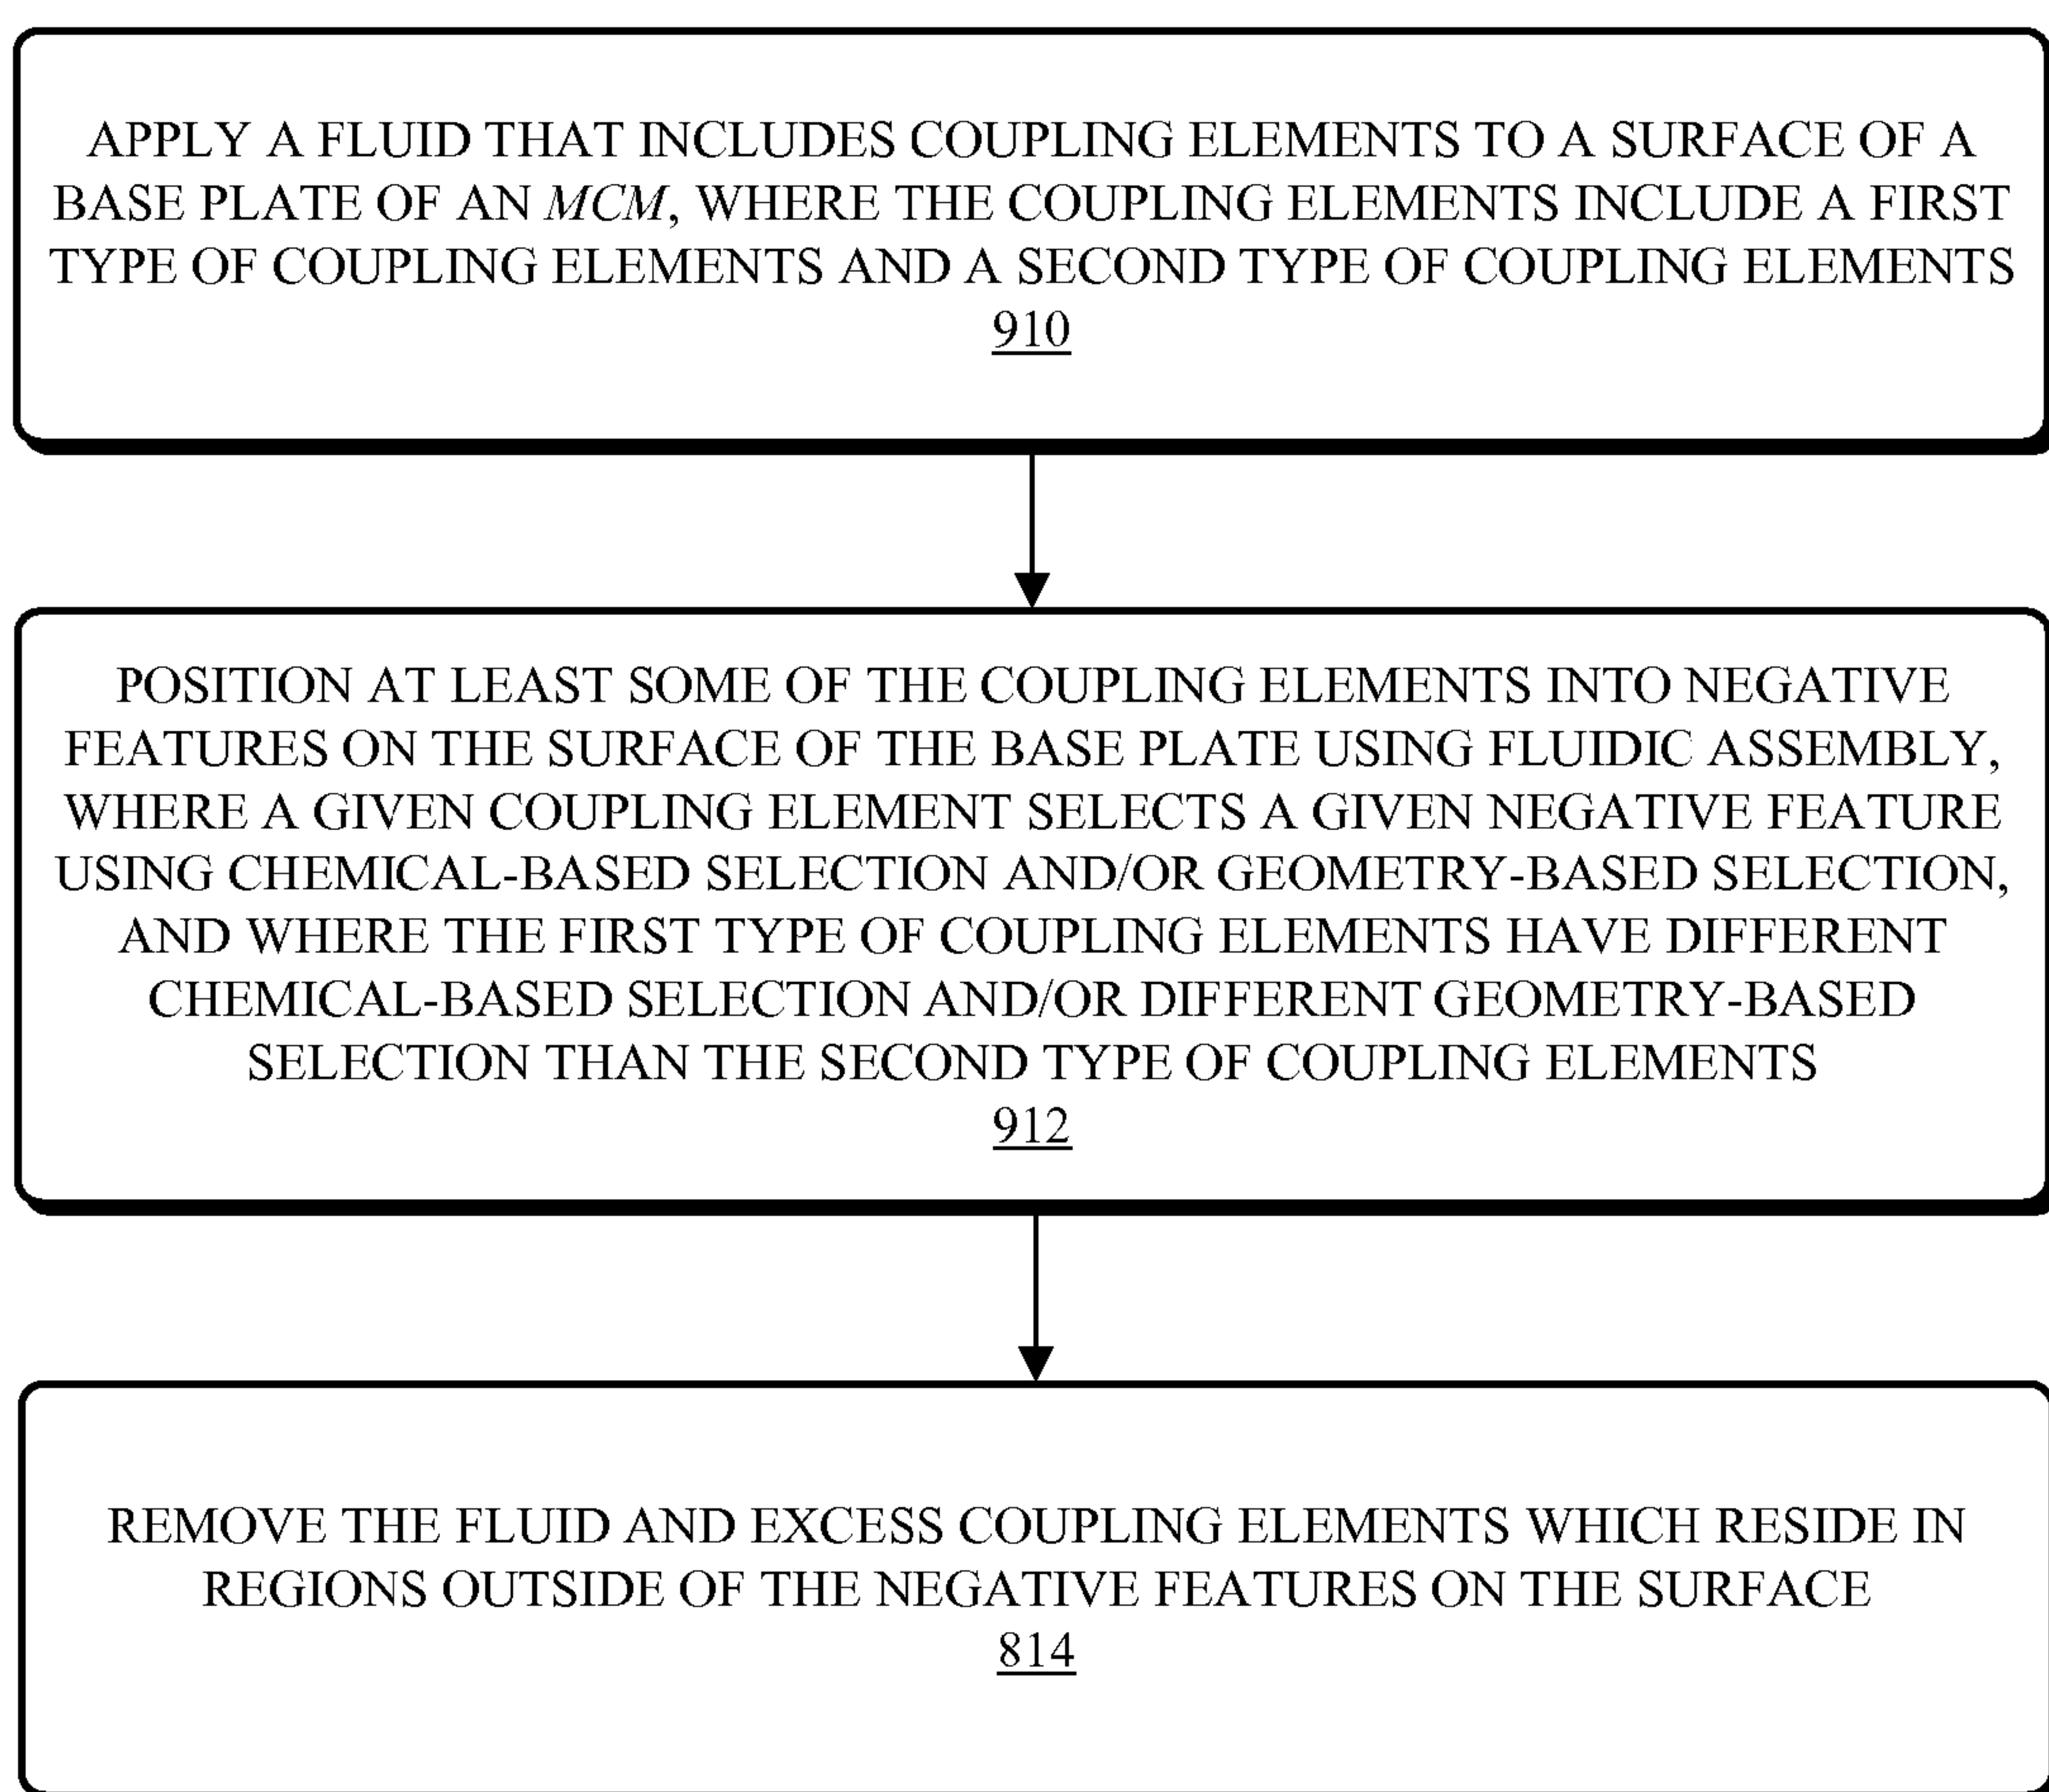 APPLY A FLUID THAT INCLUDES COUPLING ELEMENTS TO A SURFACE OF A
BASE PLATE OF AN MCM, WHERE THE COUPLING ELEMENTS INCLUDE A FIRST
TYPE OF COUPLING ELEMENTS AND A SECOND TYPE OF COUPLING ELEMENTS
910
POSITION AT LEAST SOME OF THE COUPLING ELEMENTS INTO NEGATIVE
FEATURES ON THE SURFACE OF THE BASE PLATE USING FLUIDIC ASSEMBLY,
WHERE A GIVEN COUPLING ELEMENT SELECTS A GIVEN NEGATIVE FEATURE
USING CHEMICAL-BASED SELECTION AND/OR GEOMETRY-BASED SELECTION,
AND WHERE THE FIRST TYPE OF COUPLING ELEMENTS HAVE DIFFERENT
CHEMICAL-BASED SELECTION AND/OR DIFFERENT GEOMETRY-BASED
SELECTION THAN THE SECOND TYPE OF COUPLING ELEMENTS
912
REMOVE THE FLUID AND EXCESS COUPLING ELEMENTS WHICH RESIDE IN
REGIONS OUTSIDE OF THE NEGATIVE FEATURES ON THE SURFACE
814